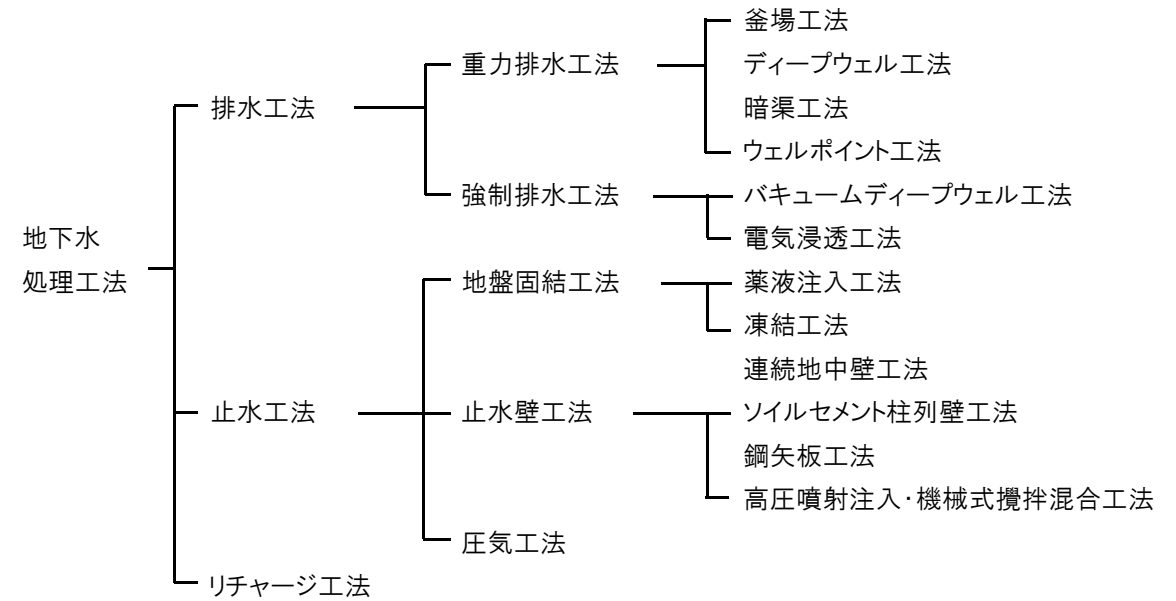 釜場工法
重力排水工法
ディープウェル工法
排水工法
暗渠工法
ウェルポイント工法
強制排水工法
バキュームディープウェル工法
地下水
電気浸透工法
処理工法
地盤固結工法
薬液注入工法
凍結工法
連続地中壁工法
止水工法
止水壁工法
ソイルセメント柱列壁工法
鋼矢板工法
高圧噴射注入・機械式攪拌混合工法
圧気工法
リチャージ工法